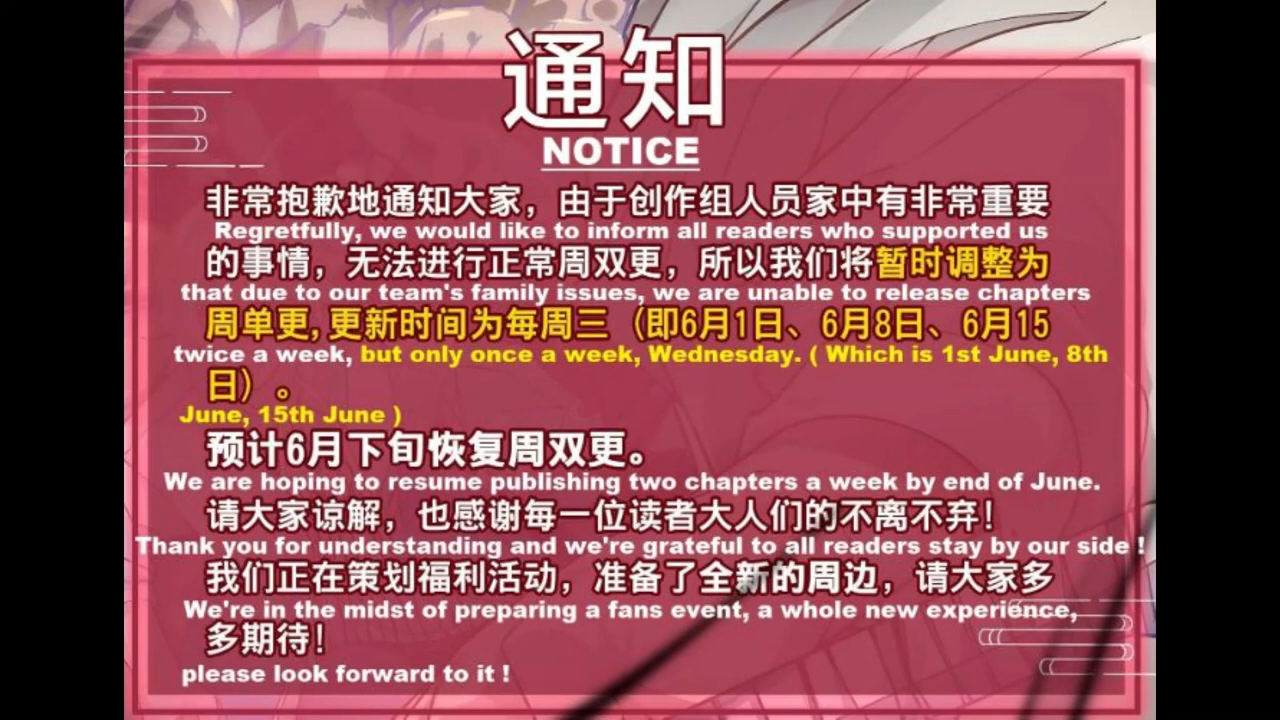 通知
NOTICE
非常抱歉地通知大家，由于创作组人员家中有非常重要
Regretfully, we would like to inform all readers who supported us
的事情，无法进行正常周双更，所以我们将暂时调整为
that due to our team's family issues, we are unable to release chapters
周单更,更新时间为每周三（即6月1日、6月8日、6月15
twice a week, but only once a week, Wednesday. ( Which is 1st June, 8th
日）。
June, 15th June )
预计6月下旬恢复周双更。
We are hoping to resume publishing two chapters a week by end of June.
请大家谅解，也感谢每一位读者大人们的不离不弃！
Thank you for understanding and we're grateful to all readers stay by our side !
我们正在策划福利活动，准备了全新的周边，请大家多
We're in the midst of preparing a fans event, a whole new experience,
多期待！
please look forward to it !